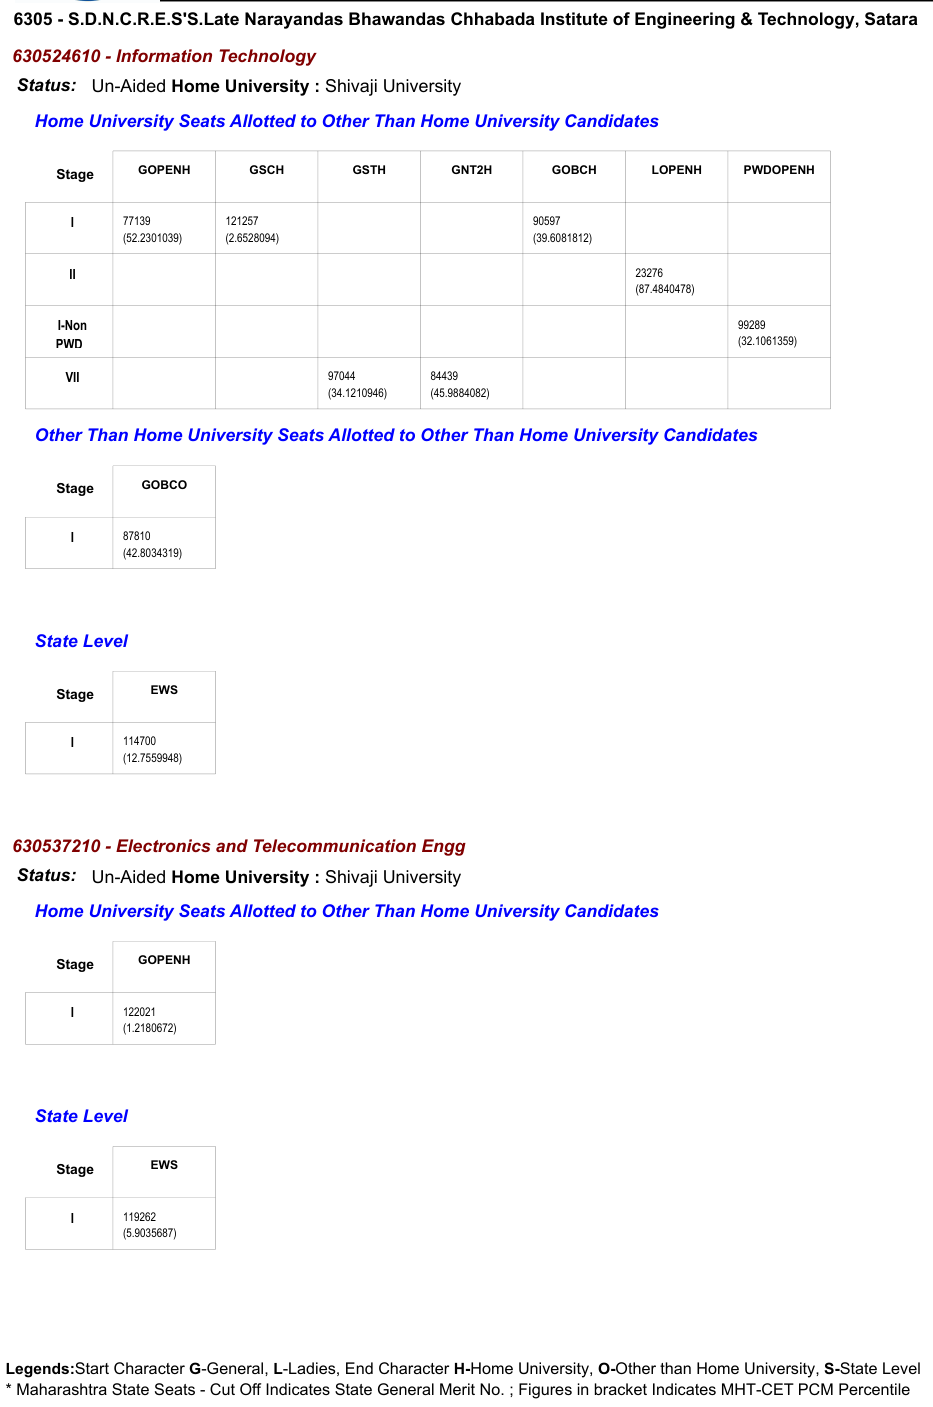 6305 - S.D.N.C.R.E.S'S.Late Narayandas Bhawandas Chhabada Institute of Engineering & Technology, Satara
630524610 - Information Technology
Status: Un-Aided Home University : Shivaji University
Home University Seats Allotted to Other Than Home University Candidates
Stage GOPENH GSCH GSTH GNT2H GOBCH LOPENH PWDOPENH
I 77139 121257 90597
(52.2301039) (2.6528094) (39.6081812)
II 23276
(87.4840478)
I-Non 99289
PWD (32.1061359)
VII 97044 84439
(34.1210946) (45.9884082)
Other Than Home University Seats Allotted to Other Than Home University Candidates
Stage GOBCO
I 87810
(42.8034319)
State Level
Stage EWS
I 114700
(12.7559948)
630537210 - Electronics and Telecommunication Engg
Status: Un-Aided Home University : Shivaji University
Home University Seats Allotted to Other Than Home University Candidates
Stage GOPENH
I 122021
(1.2180672)
State Level
Stage EWS
I 119262
(5.9035687)
Legends:Start Character G-General, L-Ladies, End Character H-Home University, O-Other than Home University, S-State Level
* Maharashtra State Seats - Cut Off Indicates State General Merit No. ; Figures in bracket Indicates MHT-CET PCM Percentile